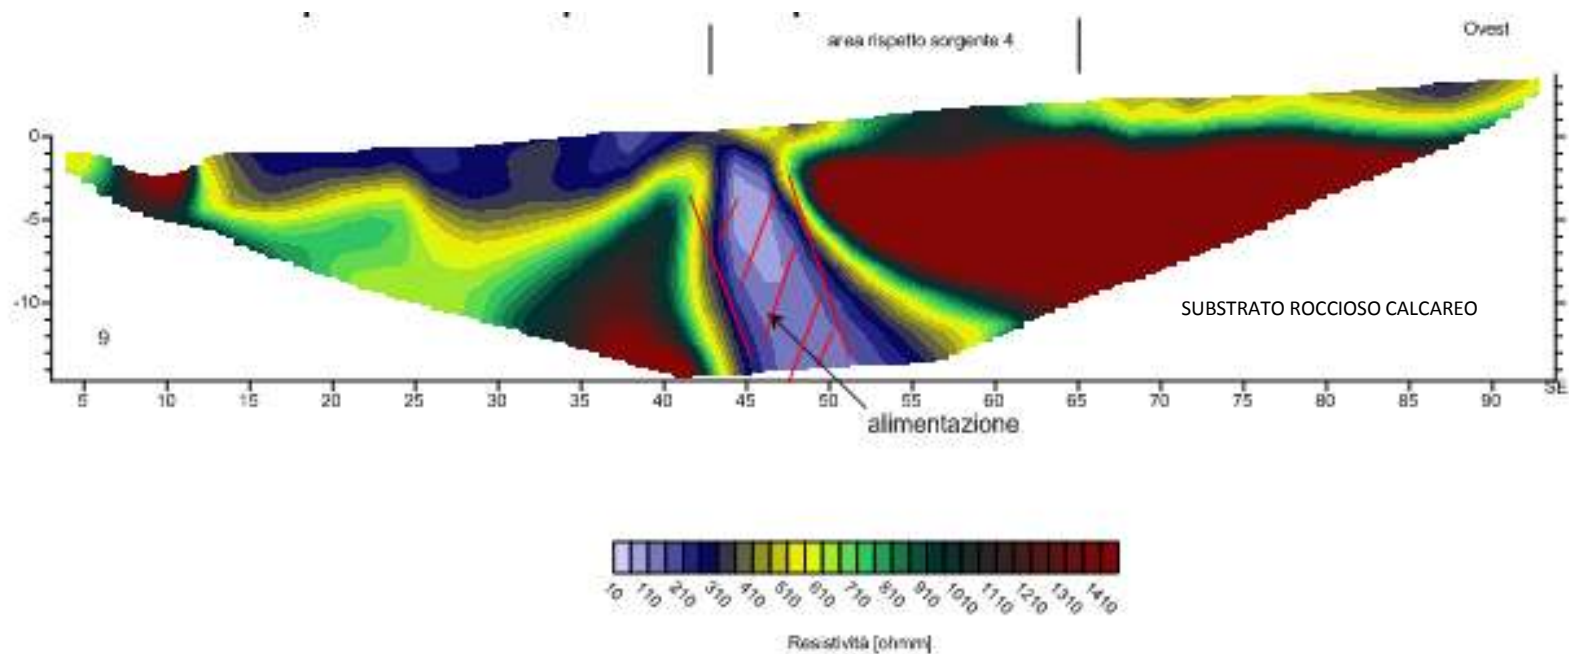 area rispetto sorgente 4
Ovest
0
-5
-10
9
SUBSTRATO ROCCIOSO CALCAREO
5 10 15 20 25 30 35 40 45 50 55 60 65 70 75 80 85 90
alimentazione
10 110 210 310 410 510 610 710 810 910 1010 1110 1210 1310 1410
Resistività [ohmm]